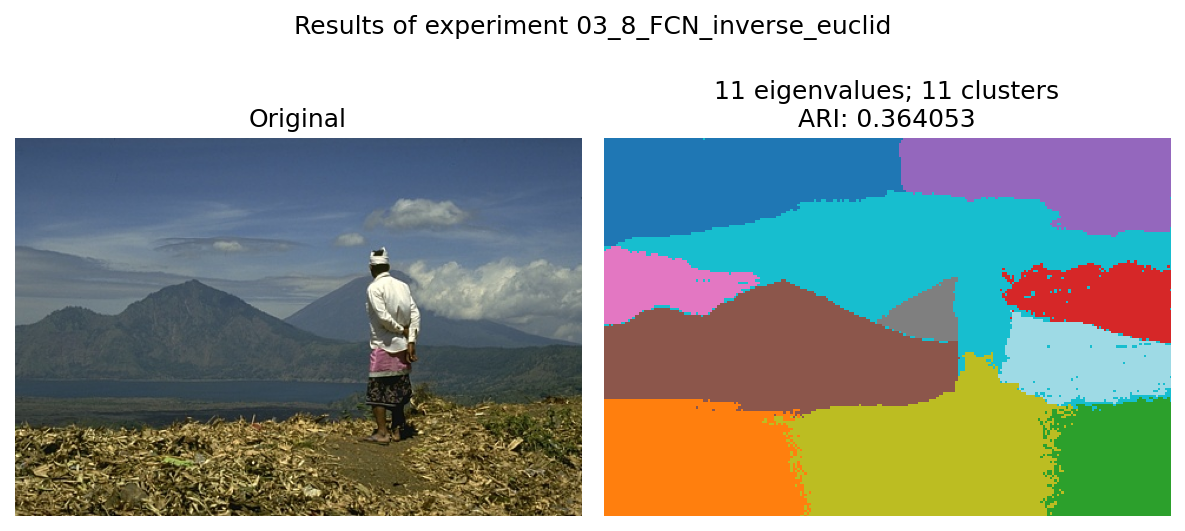 Results of experiment 03_8_FCN_inverse_euclid
Original
11 eigenvalues; 11 clusters
ARI: 0.364053